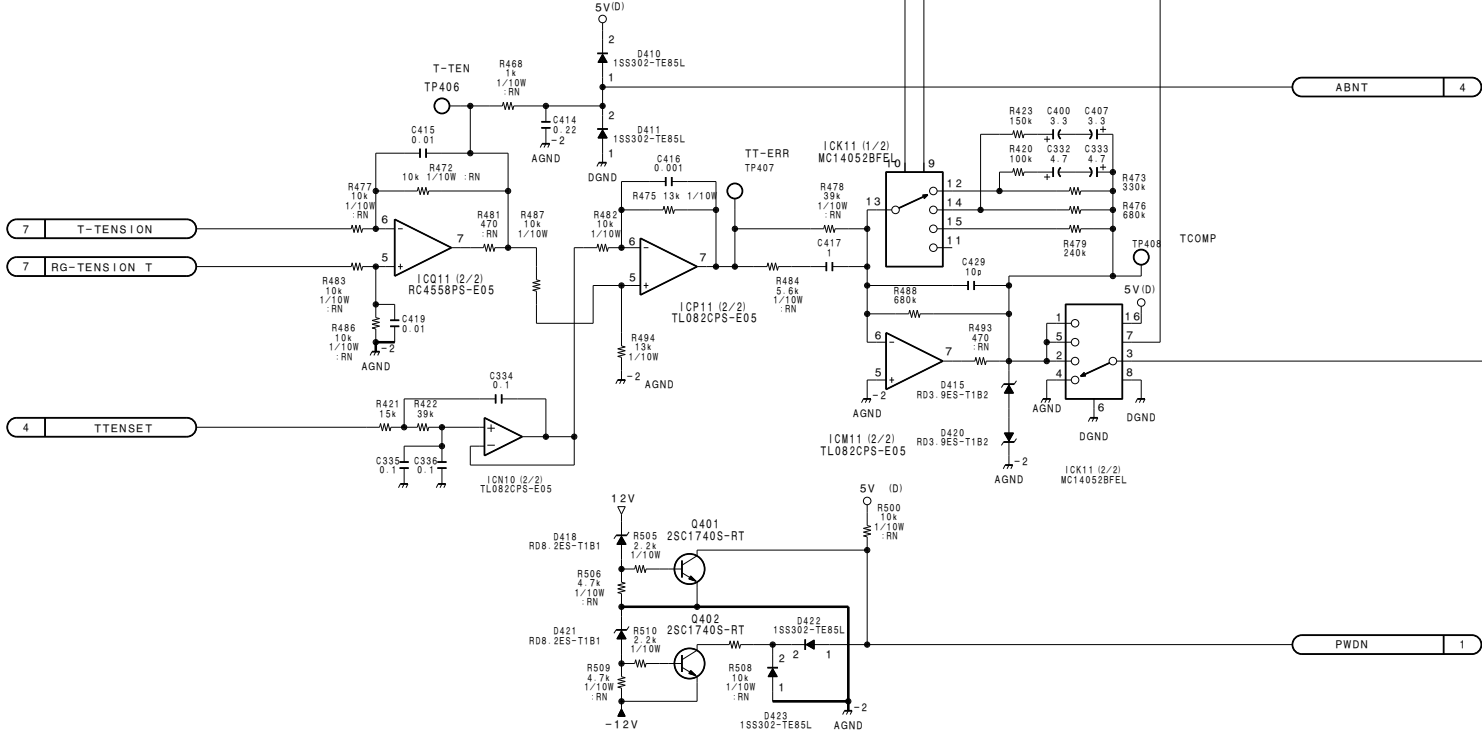 5V(D)
2
D410
1SS302-TE85L
1
T-TEN
TP406
R468
1k
1/10W
:RN
ABNT 4
C414
0.22
-2
AGND
2
D411
1SS302-TE85L
1
DGND
C415
0.01
R472
10k 1/10W :RN
R477
10k
1/10W
:RN
7 T-TENSION
6
5
7
ICQ11 (2/2)
RC4558PS-E05
R481
470
:RN
R487
10k
1/10W
7 RG-TENSION T
R483
10k
1/10W
:RN
R486
10k
1/10W
:RN
C419
0.01
-2
AGND
C416
0.001
R475 13k 1/10W
R482
10k
1/10W
6
5
7
ICP11 (2/2)
TL082CPS-E05
R494
13k
1/10W
-2
AGND
TT-ERR
TP407
R478
39k
1/10W
:RN
C417
1
R484
5.6k
1/10W
:RN
ICK11 (1/2)
MC14052BFEL
10 9
13
12
14
15
11
R423
150k
C400
3.3
C407
3.3
R420
100k
C332
4.7
C333
4.7
R473
330k
R476
680k
R479
240k
TP408
TCOMP
C429
10p
R488
680k
6
5
7
-2
AGND
ICM11 (2/2)
TL082CPS-E05
R493
470
:RN
D415
RD3.9ES-T1B2
D420
RD3.9ES-T1B2
-2
AGND
5V(D)
1
5
2
4
16
7
3
8
6
AGND
DGND
DGND
ICK11 (2/2)
MC14052BFEL
4 TTENSET
R421
15k
R422
39k
C334
0.1
C335
0.1
C336
0.1
ICN10 (2/2)
TL082CPS-E05
12V
D418
RD8.2ES-T1B1
R505
2.2k
1/10W
Q401
2SC1740S-RT
R506
4.7k
1/10W
:RN
5V (D)
R500
10k
1/10W
:RN
D421
RD8.2ES-T1B1
R510
2.2k
1/10W
Q402
2SC1740S-RT
R509
4.7k
1/10W
:RN
-12V
R508
10k
1/10W
:RN
D422
1SS302-TE85L
2 1
2
1
D423
1SS302-TE85L
-2
AGND
PWDN 1